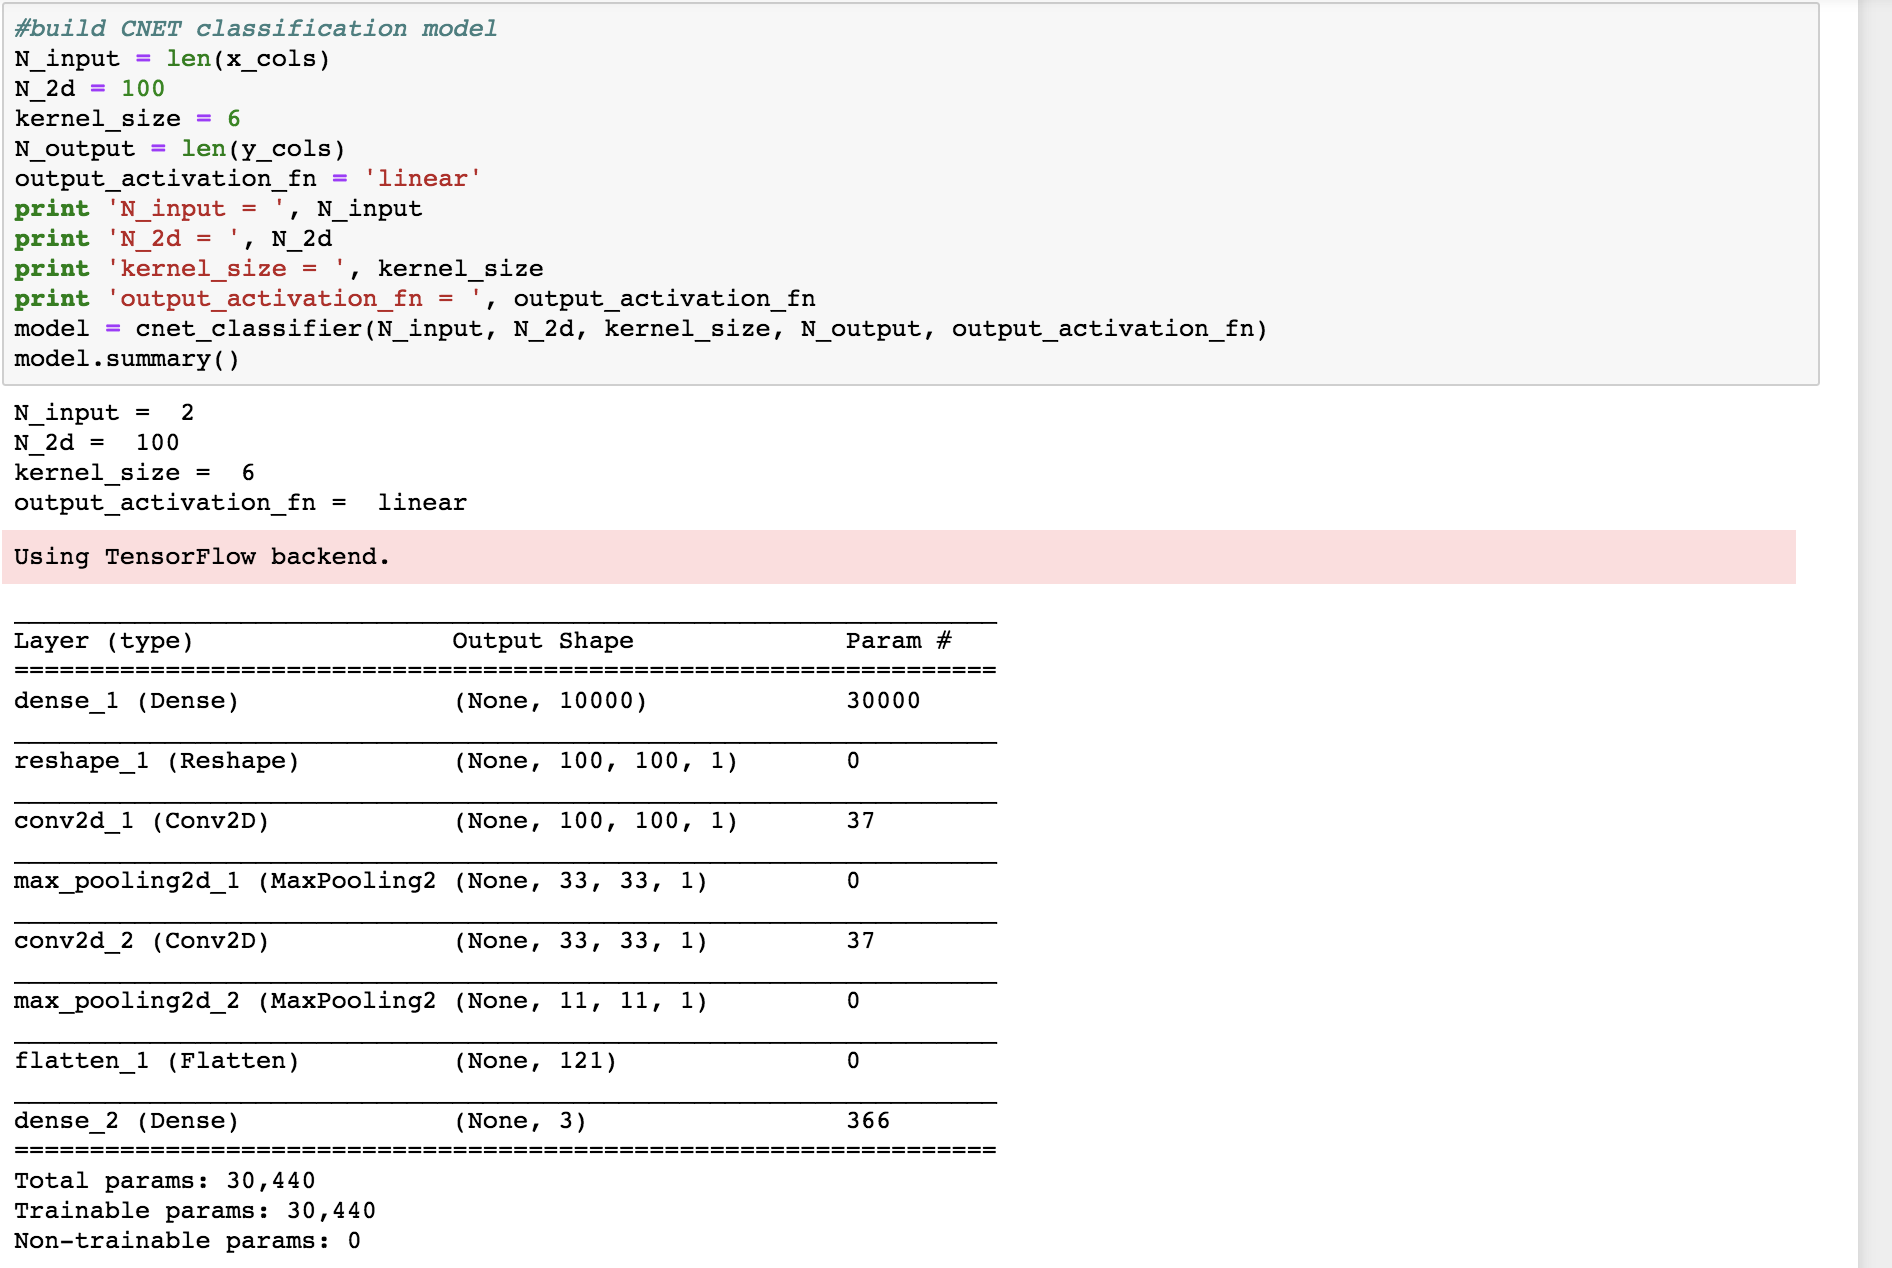 #build CNET classification model
N_input = len(x_cols)
N_2d = 100
kernel_size = 6
N_output = len(y_cols)
output_activation_fn = 'linear'
print 'N_input = ', N_input
print 'N_2d = ', N_2d
print 'kernel_size = ', kernel_size
print 'output_activation_fn = ', output_activation_fn
model = cnet_classifier(N_input, N_2d, kernel_size, N_output, output_activation_fn)
model.summary()
N_input =  2
N_2d =  100
kernel_size =  6
output_activation_fn =  linear
Using TensorFlow backend.
_________________________________________________________________
Layer (type)                 Output Shape              Param #
=================================================================
dense_1 (Dense)              (None, 10000)             30000
_________________________________________________________________
reshape_1 (Reshape)          (None, 100, 100, 1)       0
_________________________________________________________________
conv2d_1 (Conv2D)            (None, 100, 100, 1)       37
_________________________________________________________________
max_pooling2d_1 (MaxPooling2 (None, 33, 33, 1)         0
_________________________________________________________________
conv2d_2 (Conv2D)            (None, 33, 33, 1)         37
_________________________________________________________________
max_pooling2d_2 (MaxPooling2 (None, 11, 11, 1)         0
_________________________________________________________________
flatten_1 (Flatten)          (None, 121)               0
_________________________________________________________________
dense_2 (Dense)              (None, 3)                 366
=================================================================
Total params: 30,440
Trainable params: 30,440
Non-trainable params: 0